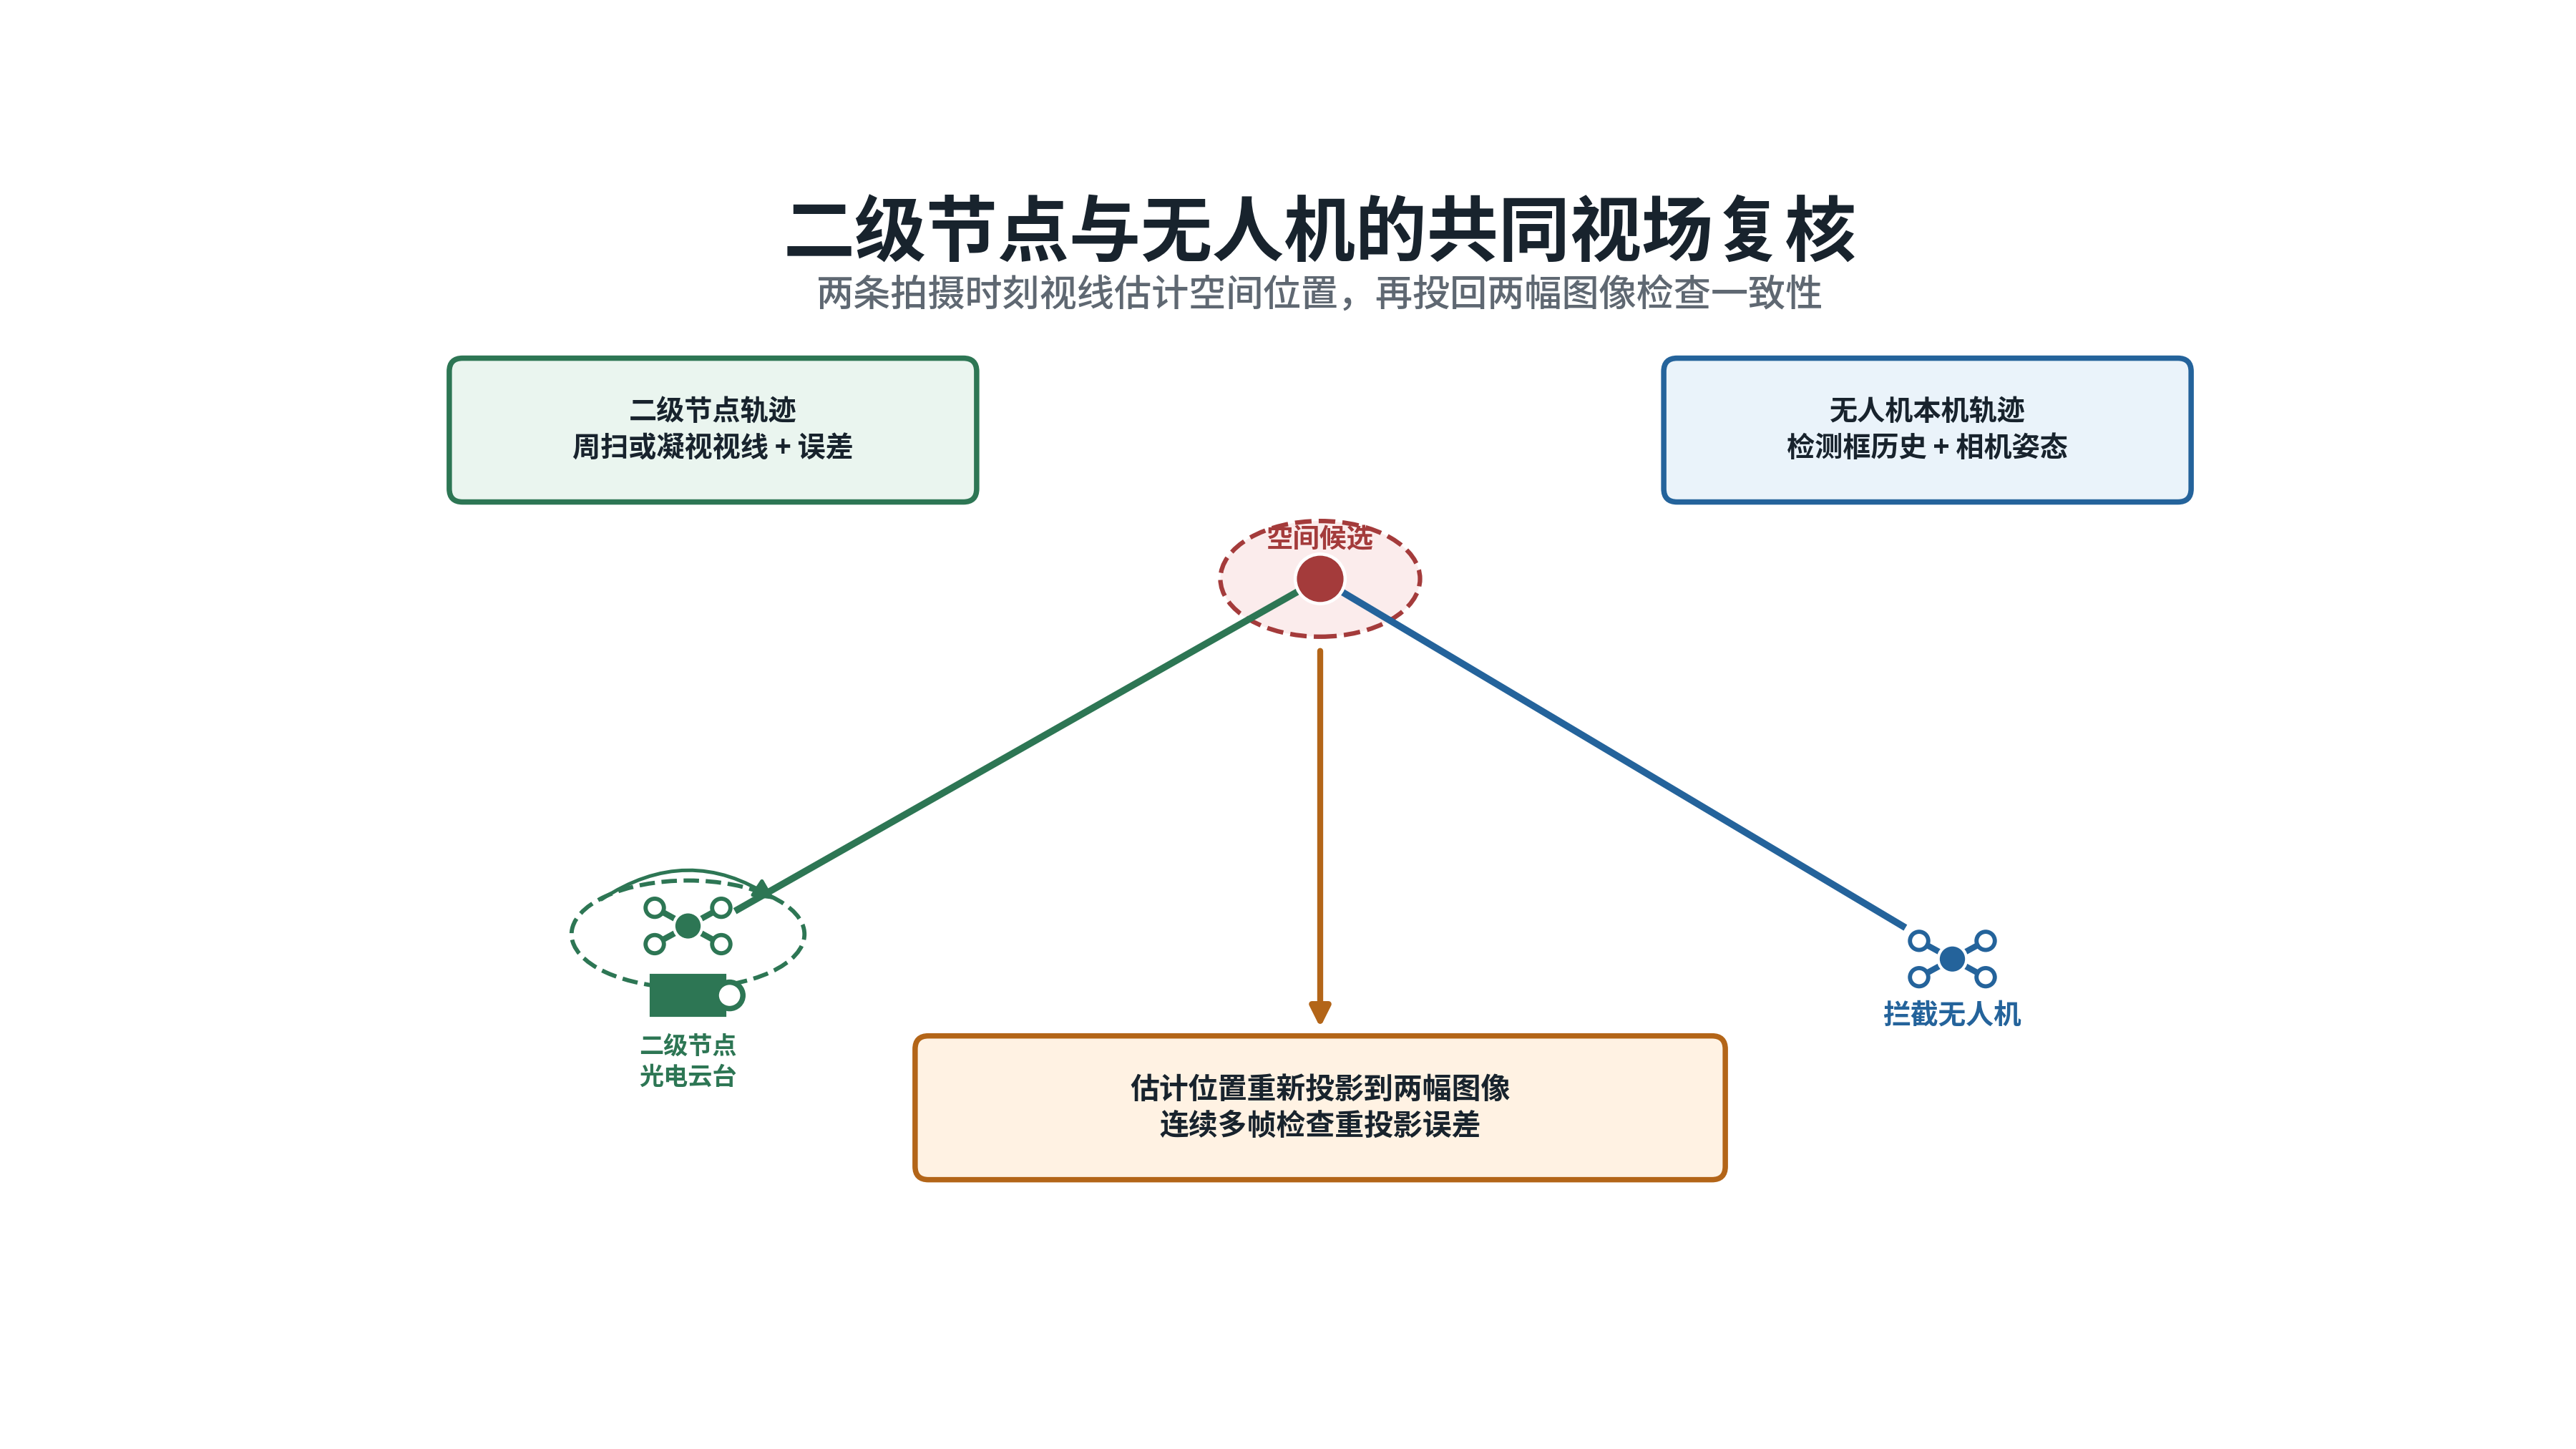 二级节点与无人机的共同视场复核
两条拍摄时刻视线估计空间位置，再投回两幅图像检查一致性
二级节点轨迹
周扫或凝视视线 + 误差
无人机本机轨迹
检测框历史 + 相机姿态
空间候选
二级节点
光电云台
拦截无人机
估计位置重新投影到两幅图像
连续多帧检查重投影误差